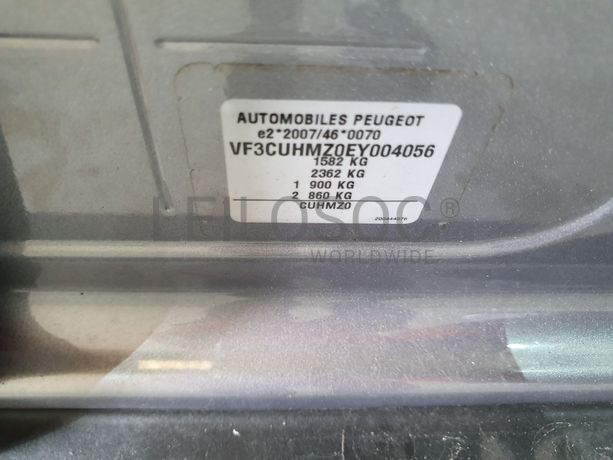 AUTOMOBILES PEUGEOT
e2*2007/46*0070
VF3CUHMZ0EY004056
1582 KG
2362 KG
1 900 KG
2 860 KG
CUHMZ0
LEILOSOC®
WORLDWIDE